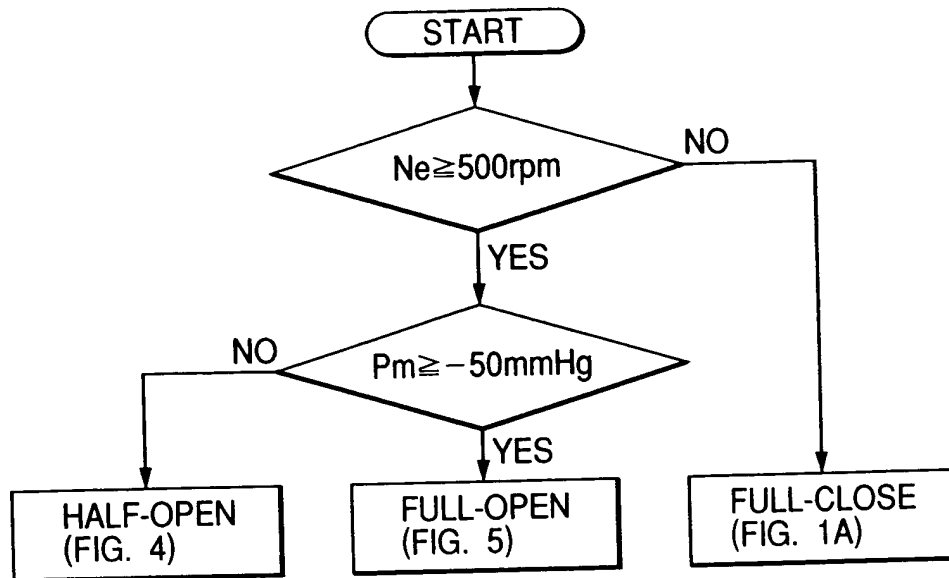 START
Ne≧500rpm
NO
YES
Pm≧−50mmHg
NO
YES
HALF-OPEN
(FIG. 4)
FULL-OPEN
(FIG. 5)
FULL-CLOSE
(FIG. 1A)